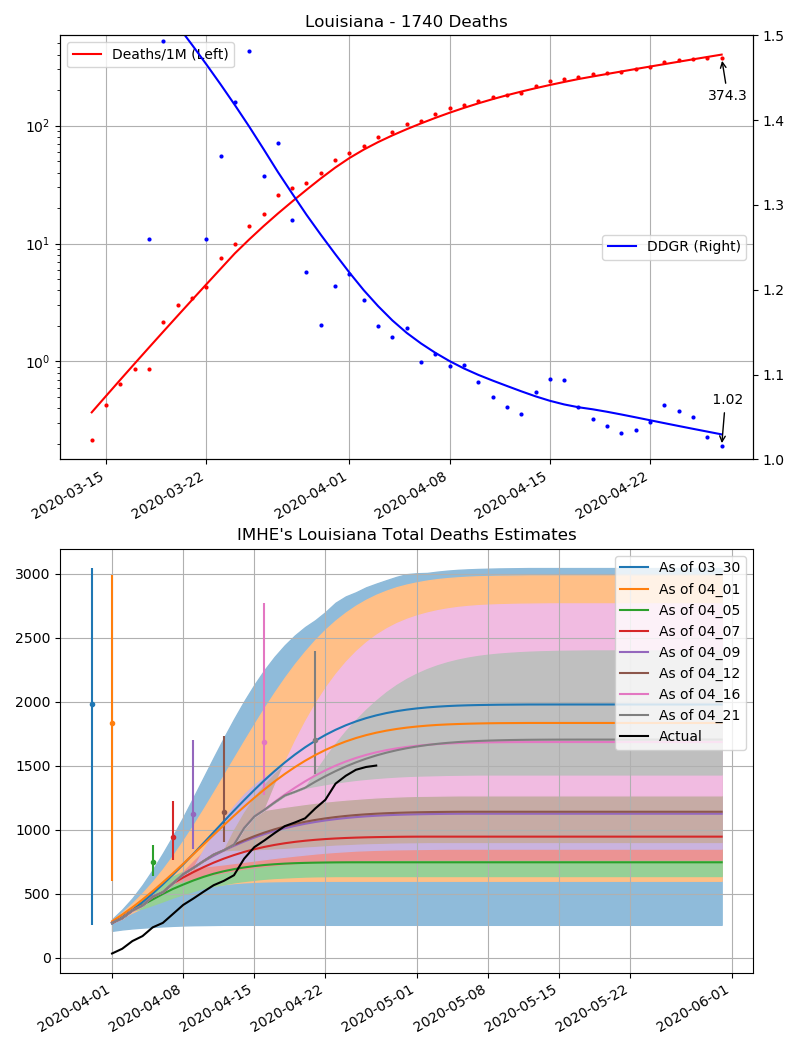 Louisiana - 1740 Deaths
Deaths/1M (Left)
DDGR (Right)
374.3
1.02
10²
10¹
10⁰
1.5
1.4
1.3
1.2
1.1
1.0
2020-03-15
2020-03-22
2020-04-01
2020-04-08
2020-04-15
2020-04-22
IMHE's Louisiana Total Deaths Estimates
3000
2500
2000
1500
1000
500
0
As of 03_30
As of 04_01
As of 04_05
As of 04_07
As of 04_09
As of 04_12
As of 04_16
As of 04_21
Actual
2020-04-01
2020-04-08
2020-04-15
2020-04-22
2020-05-01
2020-05-08
2020-05-15
2020-05-22
2020-06-01